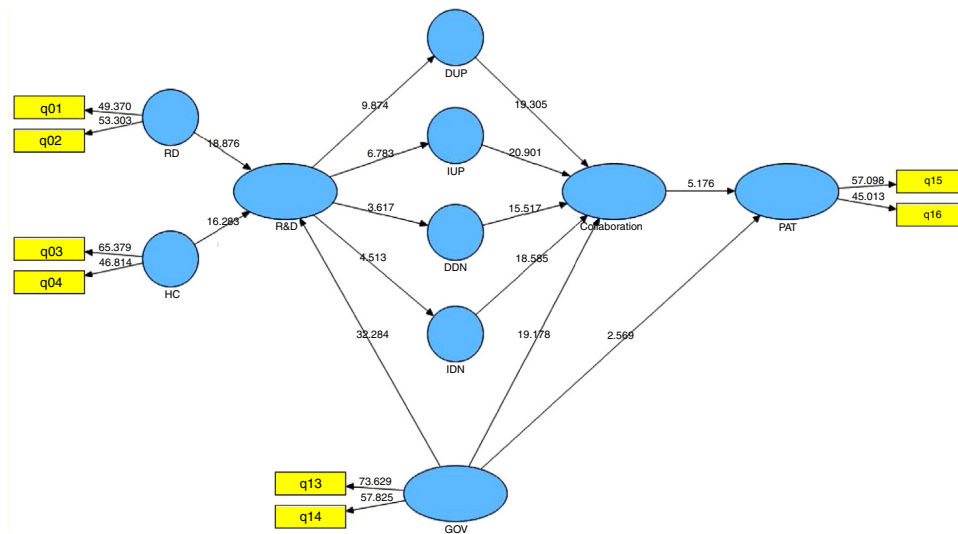 DUP
9.874
19.305
q01
49.370
q02
53.303
RD
18.876
6.783
IUP
20.901
R&D
3.617
DDN
15.517
Collaboration
5.176
PAT
57.098
q15
45.013
q16
16.283
q03
65.379
q04
46.814
HC
4.513
IDN
18.585
32.284
19.178
2.569
q13
73.629
q14
57.825
GOV